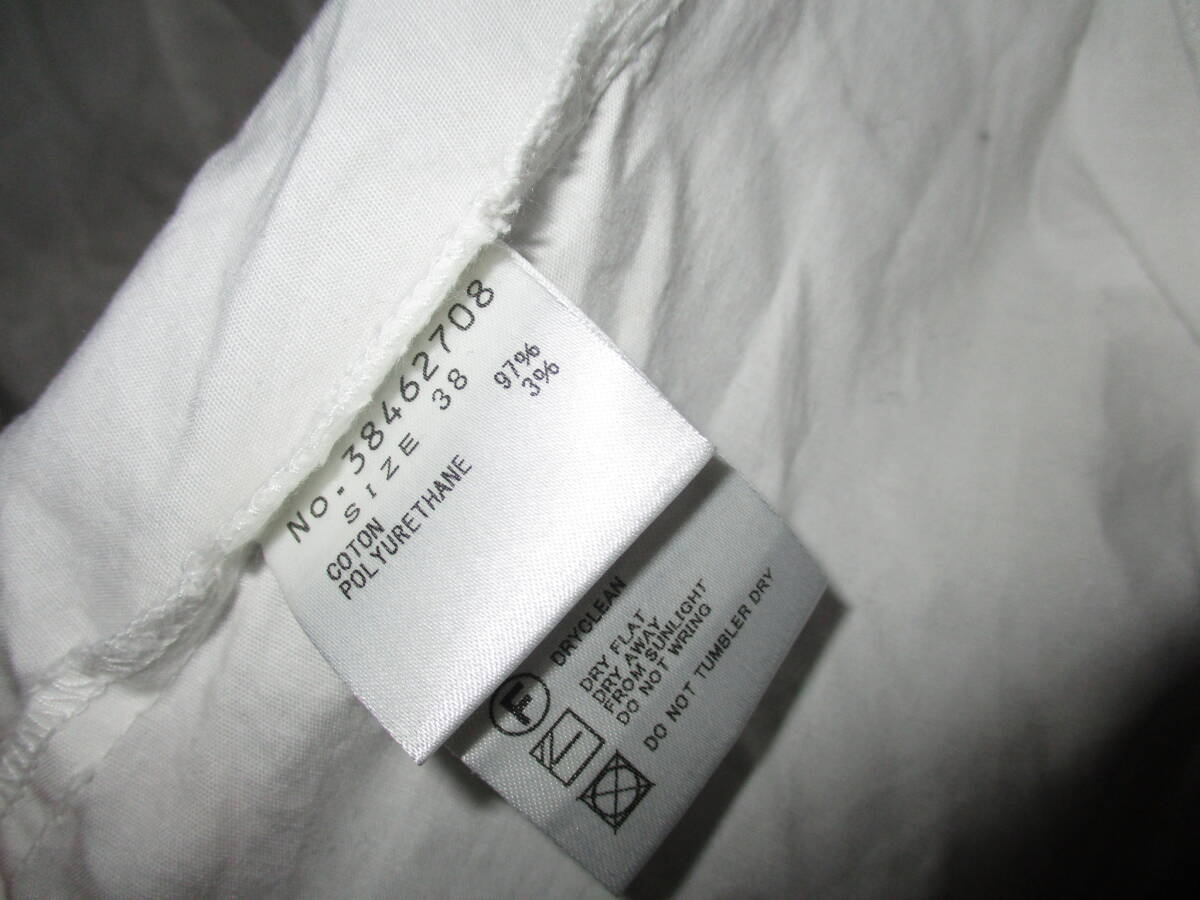 No.38462708
SIZE 38
COTON 97%
POLYURETHANE 3%
F DRYCLEAN
DRY FLAT
DRY AWAY
FROM SUNLIGHT
DO NOT WRING
DO NOT TUMBLER DRY